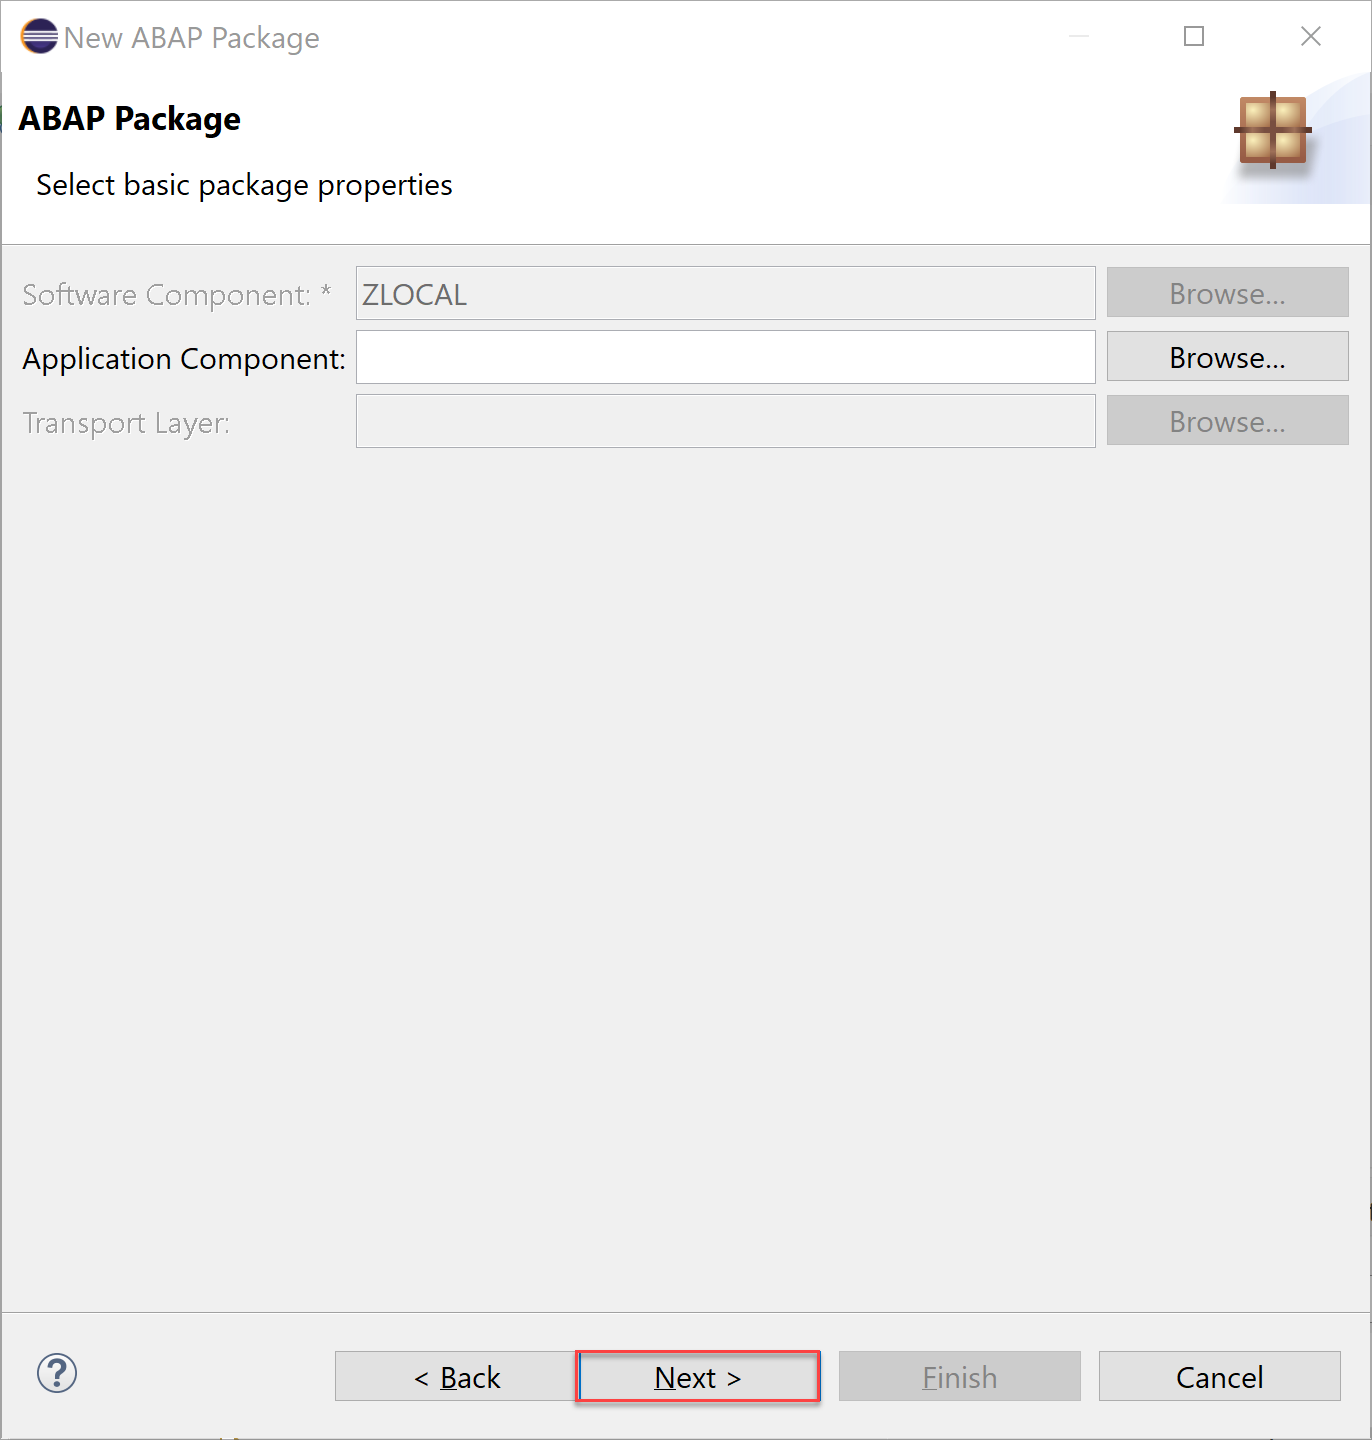 New ABAP Package
ABAP Package
Select basic package properties
Software Component: * ZLOCAL Browse...
Application Component: Browse...
Transport Layer: Browse...
? < Back Next > Finish Cancel